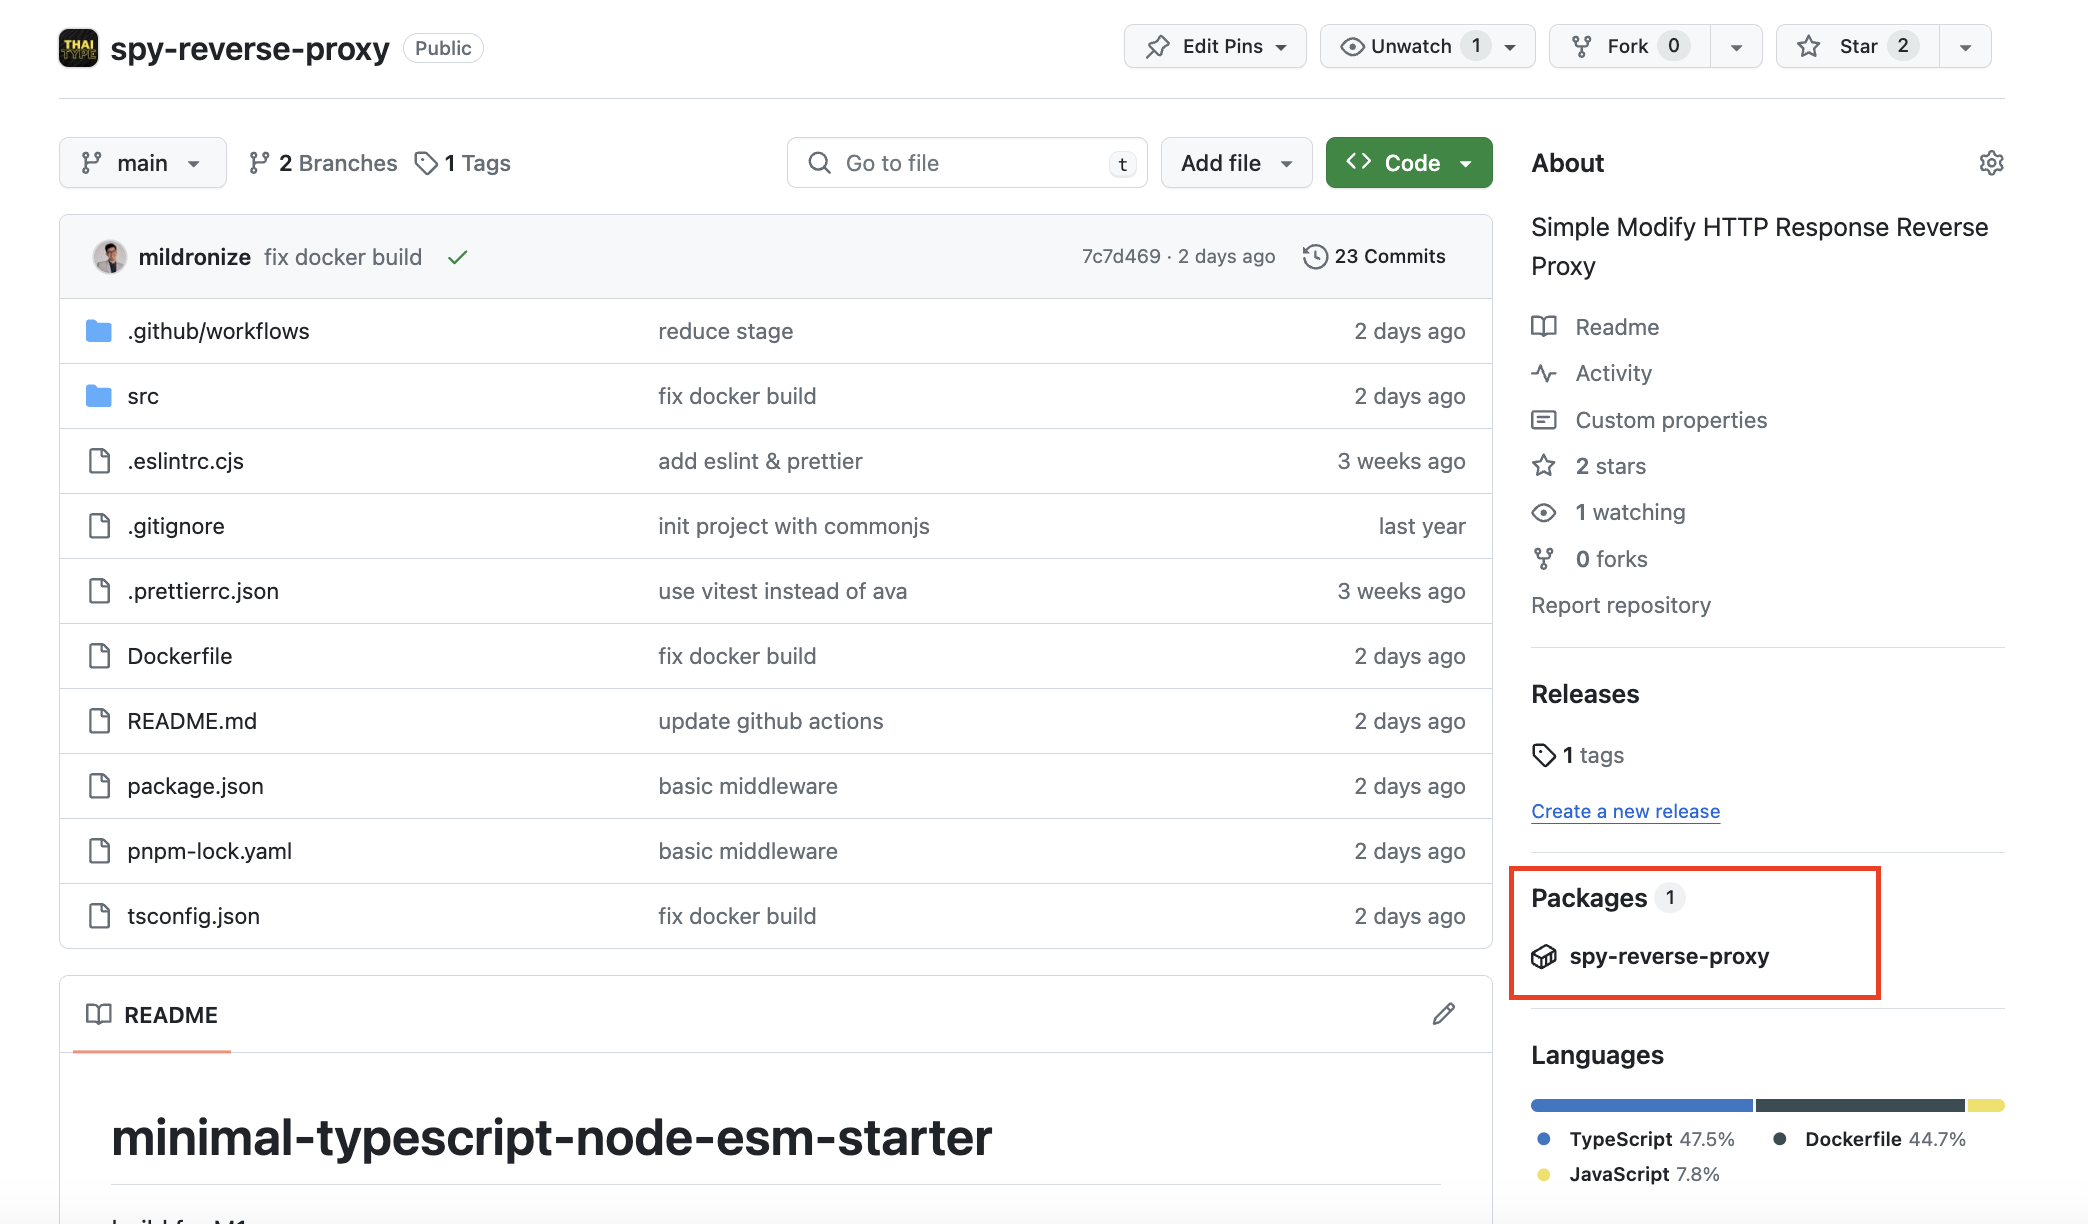 THAI
TYPE
spy-reverse-proxy Public
Edit Pins
Unwatch 1
Fork 0
Star 2
main
2 Branches
1 Tags
Go to file t
Add file
Code
mildronize fix docker build
7c7d469 · 2 days ago
23 Commits
.github/workflows reduce stage 2 days ago
src fix docker build 2 days ago
.eslintrc.cjs add eslint & prettier 3 weeks ago
.gitignore init project with commonjs last year
.prettierrc.json use vitest instead of ava 3 weeks ago
Dockerfile fix docker build 2 days ago
README.md update github actions 2 days ago
package.json basic middleware 2 days ago
pnpm-lock.yaml basic middleware 2 days ago
tsconfig.json fix docker build 2 days ago
README
minimal-typescript-node-esm-starter
About
Simple Modify HTTP Response Reverse
Proxy
Readme
Activity
Custom properties
2 stars
1 watching
0 forks
Report repository
Releases
1 tags
Create a new release
Packages 1
spy-reverse-proxy
Languages
TypeScript 47.5%
Dockerfile 44.7%
JavaScript 7.8%